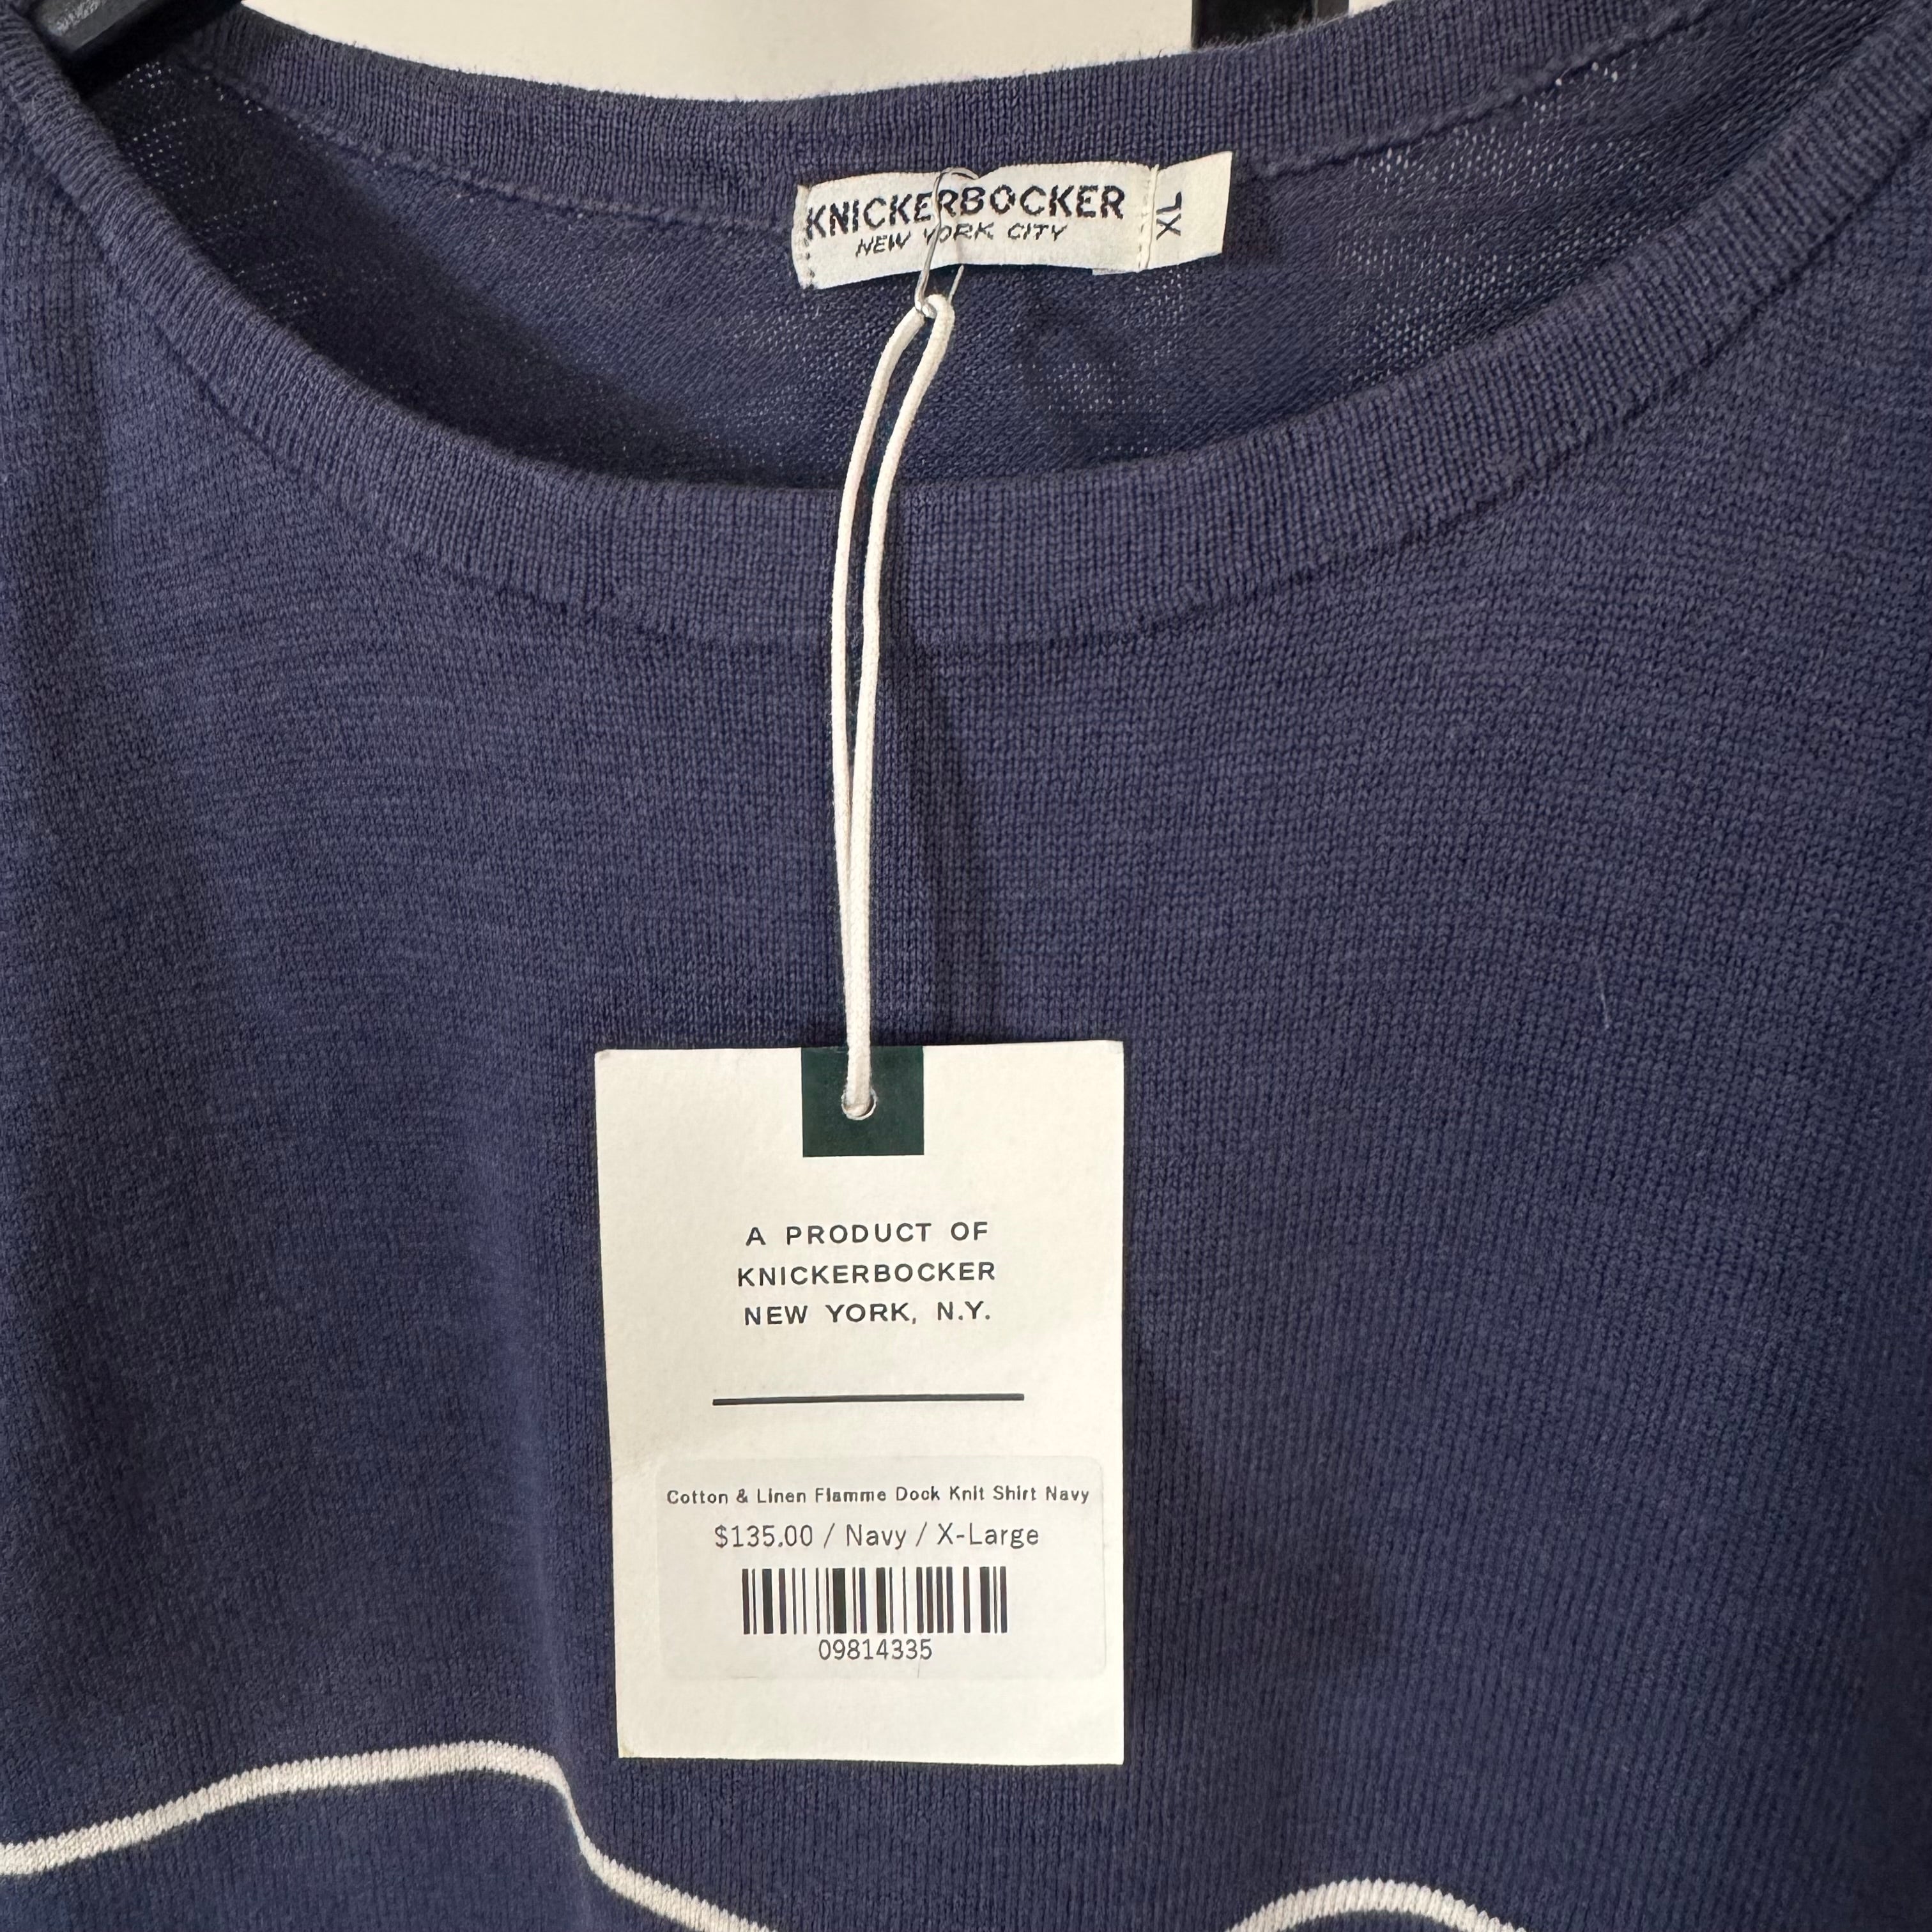 KNICKERBOCKER
NEW YORK CITY
XL
A PRODUCT OF
KNICKERBOCKER
NEW YORK, N.Y.
Cotton & Linen Flamme Dock Knit Shirt Navy
$135.00 / Navy / X-Large
09814335